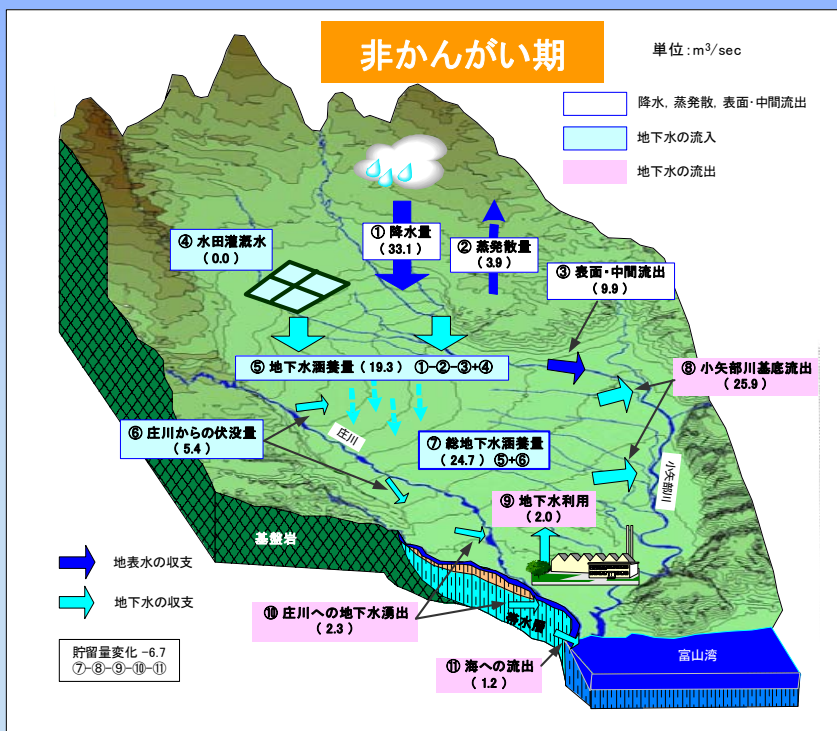 非かんがい期
単位：m³/sec
降水，蒸発散，表面・中間流出
地下水の流入
地下水の流出
① 降水量
( 33.1 )
② 蒸発散量
( 3.9 )
④ 水田灌漑水
( 0.0 )
③ 表面・中間流出
( 9.9 )
⑤ 地下水涵養量 ( 19.3 ) ①-②-③+④
⑧ 小矢部川基底流出
( 25.9 )
⑥ 庄川からの伏没量
( 5.4 )
庄川
⑦ 総地下水涵養量
( 24.7 ) ⑤+⑥
小矢部川
⑨ 地下水利用
( 2.0 )
基盤岩
地表水の収支
地下水の収支
⑩ 庄川への地下水湧出
( 2.3 )
帯水層
⑪ 海への流出
( 1.2 )
富山湾
貯留量変化 -6.7
⑦-⑧-⑨-⑩-⑪